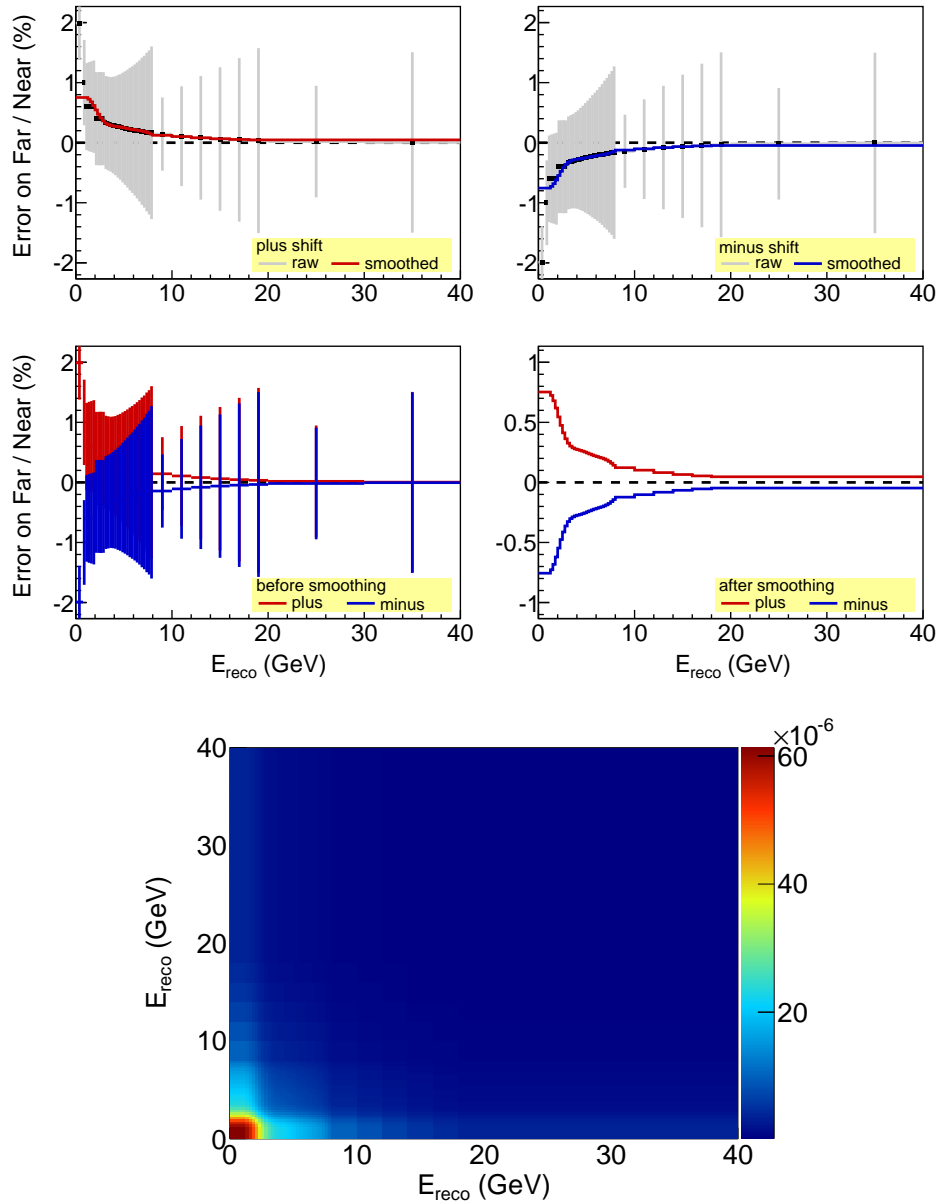 Error on Far / Near (%)
2
1
0
-1
-2
plus shift
raw smoothed
0 10 20 30 40
2
1
0
-1
-2
minus shift
raw smoothed
0 10 20 30 40
Error on Far / Near (%)
2
1
0
-1
-2
before smoothing
plus minus
0 10 20 30 40
E_reco (GeV)
1
0.5
0
-0.5
-1
after smoothing
plus minus
0 10 20 30 40
E_reco (GeV)
×10^-6
E_reco (GeV)
40
30
20
10
0
0 10 20 30 40
E_reco (GeV)
60
40
20